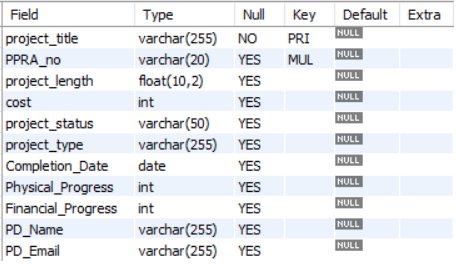 Field Type Null Key Default Extra
project_title varchar(255) NO PRI NULL
PPRA_no varchar(20) YES MUL NULL
project_length float(10,2) YES NULL
cost int YES NULL
project_status varchar(50) YES NULL
project_type varchar(255) YES NULL
Completion_Date date YES NULL
Physical_Progress int YES NULL
Financial_Progress int YES NULL
PD_Name varchar(255) YES NULL
PD_Email varchar(255) YES NULL